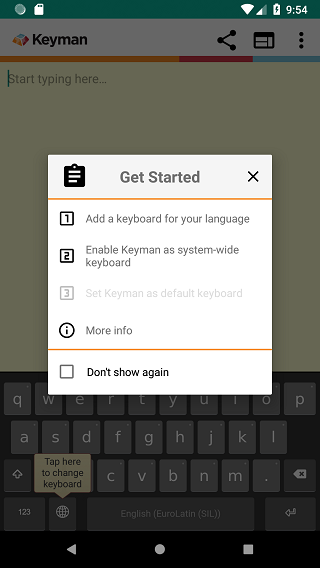 9:54
Keyman
Start typing here...
Get Started
1 Add a keyboard for your language
2 Enable Keyman as system-wide
keyboard
3 Set Keyman as default keyboard
More info
Don't show again
q w e r t y u i o p
a s d f g h j k l
Tap here
to change
keyboard
c v b n m .
123
English (EuroLatin (SIL))